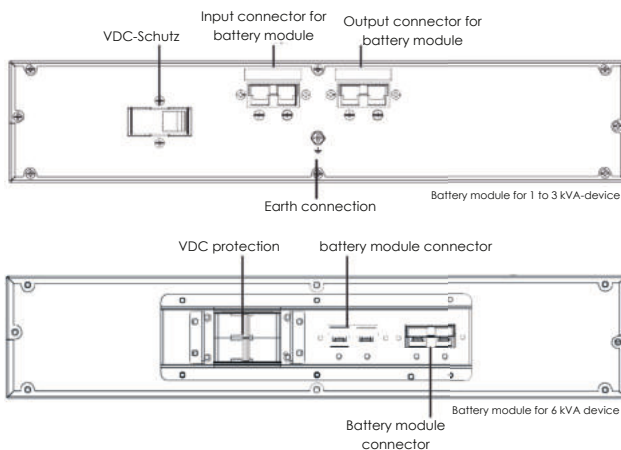 Input connector for
battery module
Output connector for
battery module
VDC-Schutz
Earth connection
Battery module for 1 to 3 kVA-device
VDC protection
battery module connector
Battery module for 6 kVA device
Battery module
connector